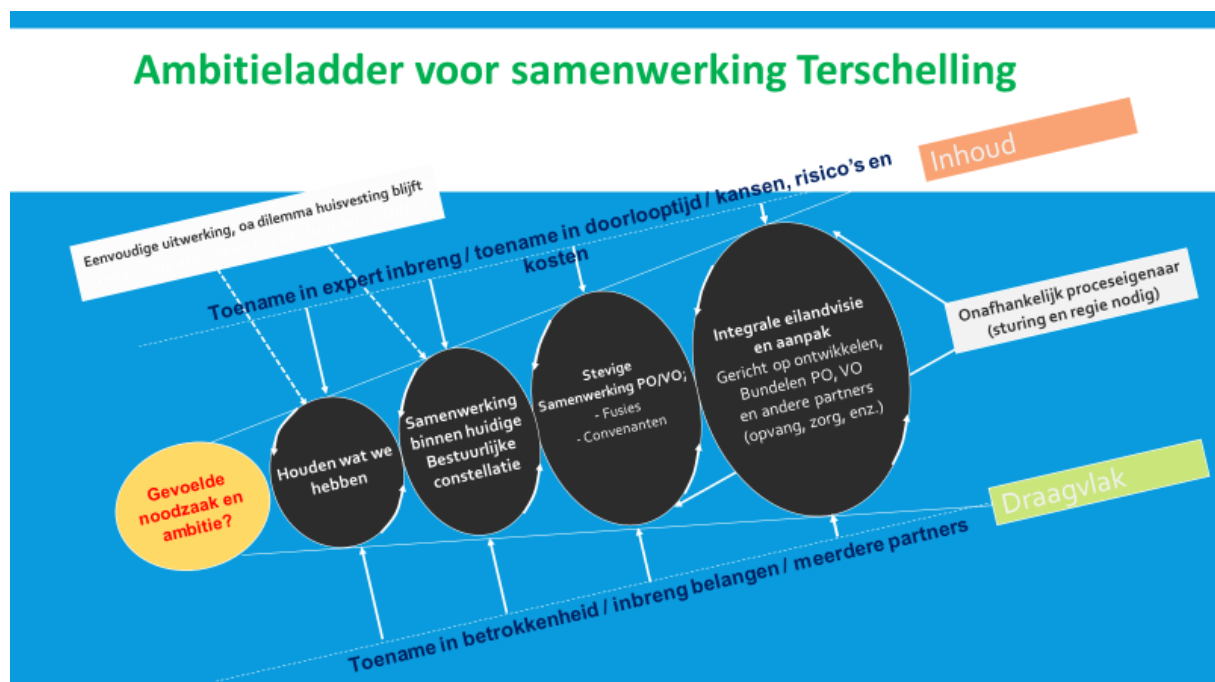 Ambitieladder voor samenwerking Terschelling
Inhoud
Eenvoudige uitwerking, oa dilemma huisvesting blijft
Toename in expert inbreng / toename in doorlooptijd / kansen, risico's en
kosten
Onafhankelijk proceseigenaar
(sturing en regie nodig)
Gevoelde
noodzaak en
ambitie?
Houden wat we
hebben
Samenwerking
binnen huidige
Bestuurlijke
constellatie
Stevige
Samenwerking PO/VO;
- Fusies
- Convenanten
Integrale eilandvisie
en aanpak
Gericht op ontwikkelen,
Bundelen PO, VO
en andere partners
(opvang, zorg, enz.)
Draagvlak
Toename in betrokkenheid / inbreng belangen / meerdere partners